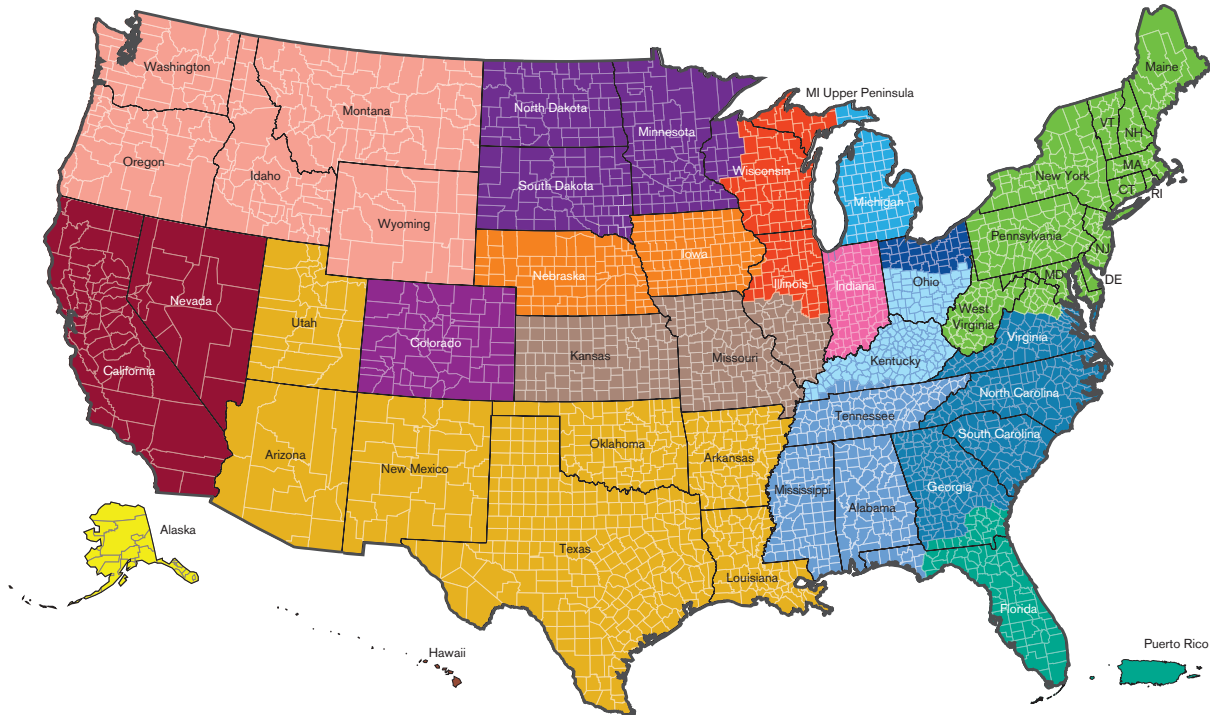 Washington
Montana
North Dakota
Minnesota
MI Upper Peninsula
Maine
VT
NH
Oregon
Idaho
South Dakota
Wisconsin
Michigan
New York
MA
CT
RI
Wyoming
Nebraska
Iowa
Illinois
Indiana
Ohio
Pennsylvania
NJ
MD
DE
Nevada
Utah
Colorado
Kansas
Missouri
Kentucky
West
Virginia
Virginia
California
Arizona
New Mexico
Oklahoma
Arkansas
Tennessee
North Carolina
South Carolina
Mississippi
Alabama
Georgia
Alaska
Texas
Louisiana
Florida
Hawaii
Puerto Rico